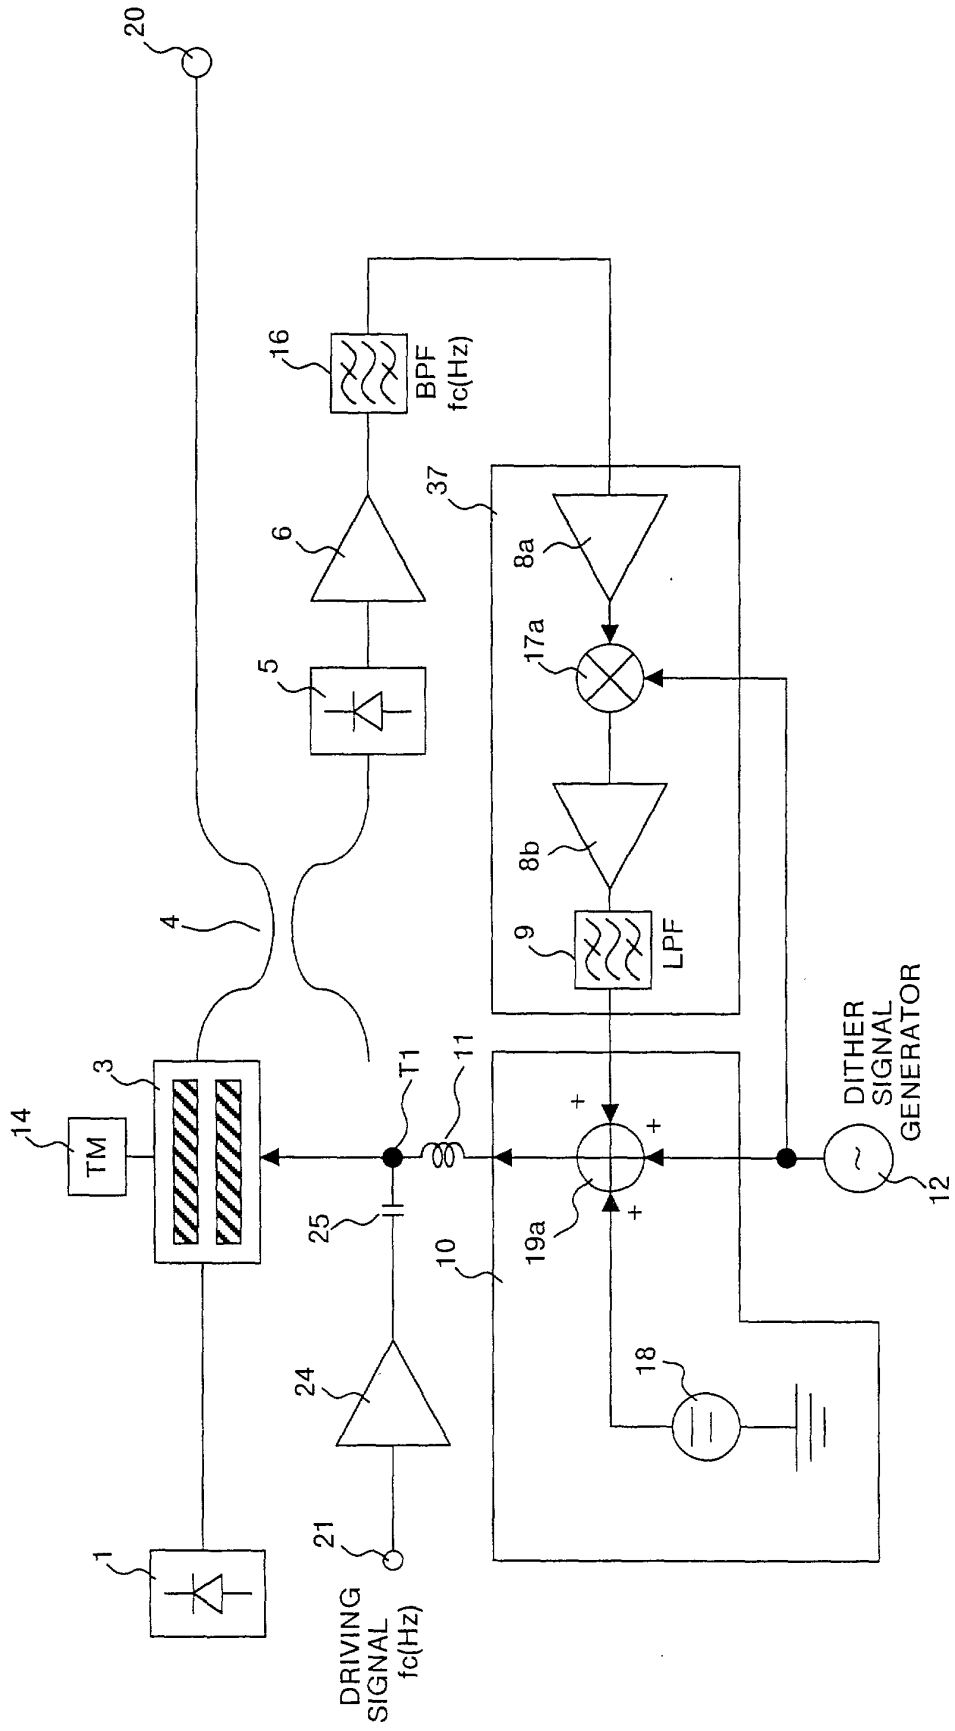 20
14
TM
3
4
5
6
16
BPF
fc(Hz)
1
DRIVING
SIGNAL
fc(Hz)
21
24
25
T1
11
10
18
19a
+
+
+
37
8a
17a
8b
9
LPF
DITHER
SIGNAL
GENERATOR
~
12